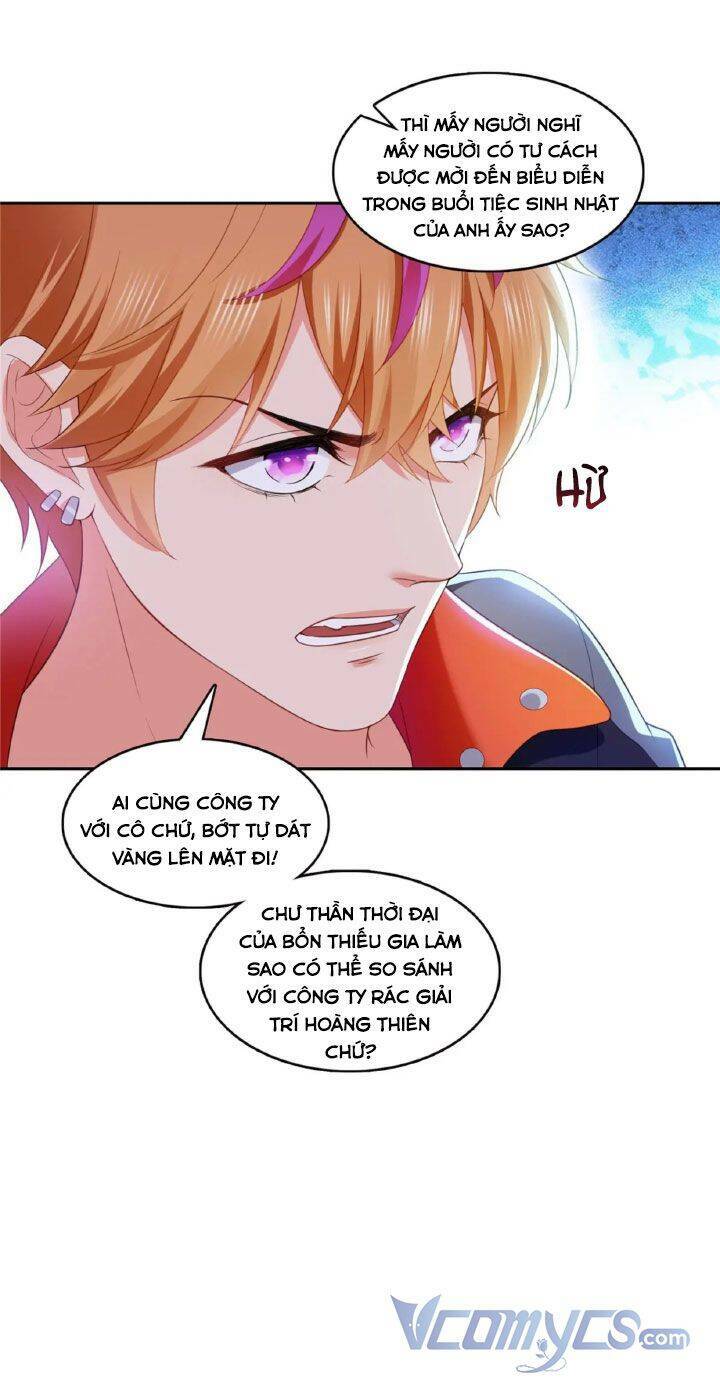 THÌ MẤY NGƯỜI NGHĨ
MẤY NGƯỜI CÓ TƯ CÁCH
ĐƯỢC MỜI ĐẾN BIỂU DIỄN
TRONG BUỔI TIỆC SINH NHẬT
CỦA ANH ẤY SAO?
HỪ
AI CÙNG CÔNG TY
VỚI CÔ CHỨ, BỚT TỰ DÁT
VÀNG LÊN MẶT ĐI!
CHƯ THẦN THỜI ĐẠI
CỦA BỔN THIẾU GIA LÀM
SAO CÓ THỂ SO SÁNH
VỚI CÔNG TY RÁC GIẢI
TRÍ HOÀNG THIÊN
CHỨ?
VCOMYCS.com